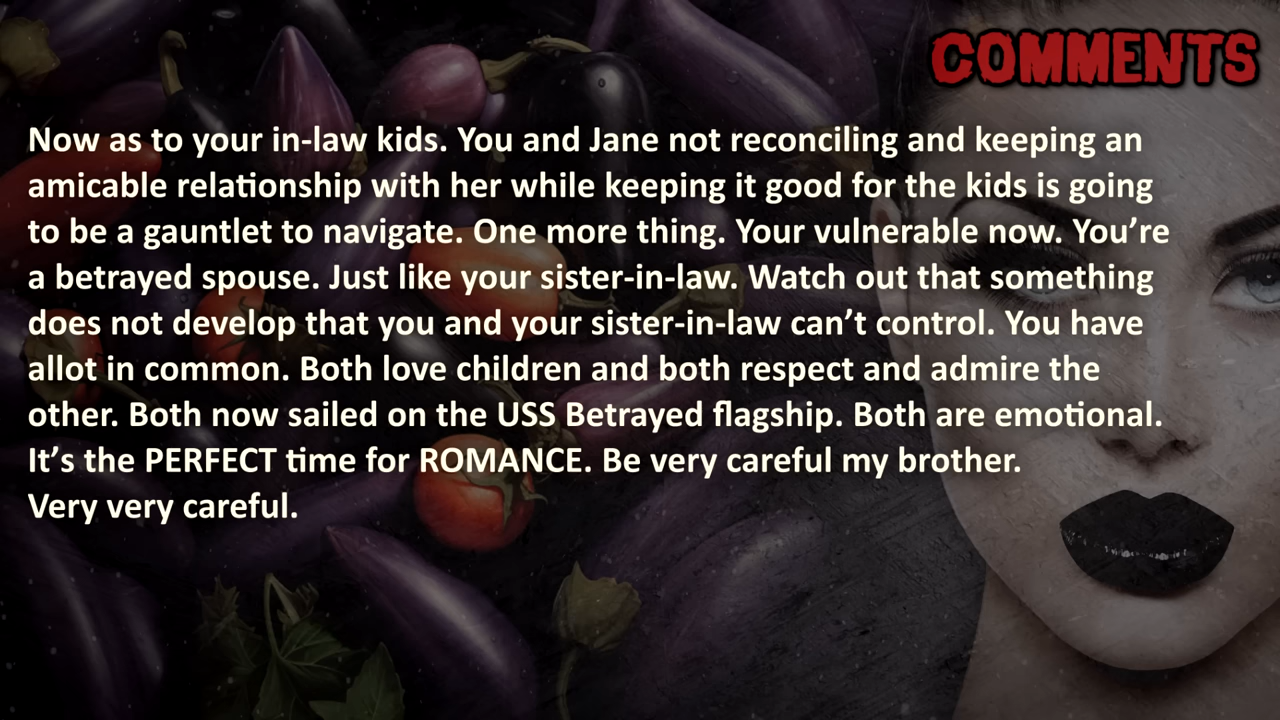 COMMENTS
Now as to your in-law kids. You and Jane not reconciling and keeping an
amicable relationship with her while keeping it good for the kids is going
to be a gauntlet to navigate. One more thing. Your vulnerable now. You’re
a betrayed spouse. Just like your sister-in-law. Watch out that something
does not develop that you and your sister-in-law can’t control. You have
allot in common. Both love children and both respect and admire the
other. Both now sailed on the USS Betrayed flagship. Both are emotional.
It’s the PERFECT time for ROMANCE. Be very careful my brother.
Very very careful.